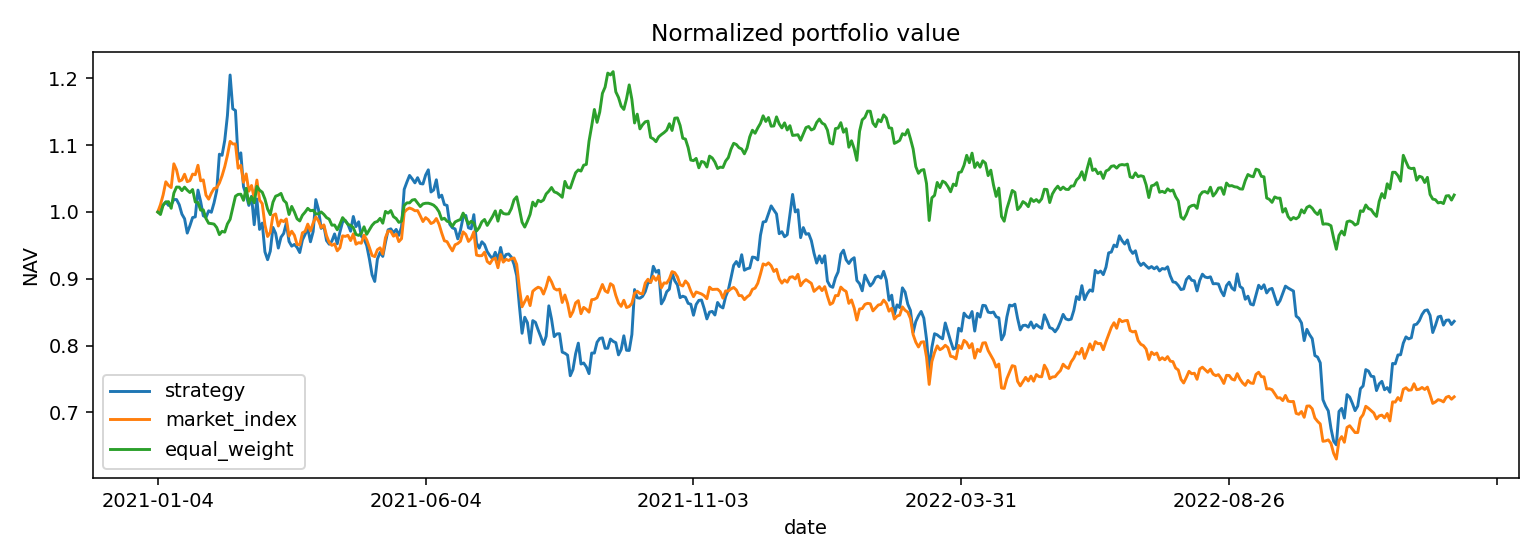 Normalized portfolio value
1.2
1.1
1.0
0.9
0.8
0.7
NAV
strategy
market_index
equal_weight
2021-01-04
2021-06-04
2021-11-03
2022-03-31
2022-08-26
date